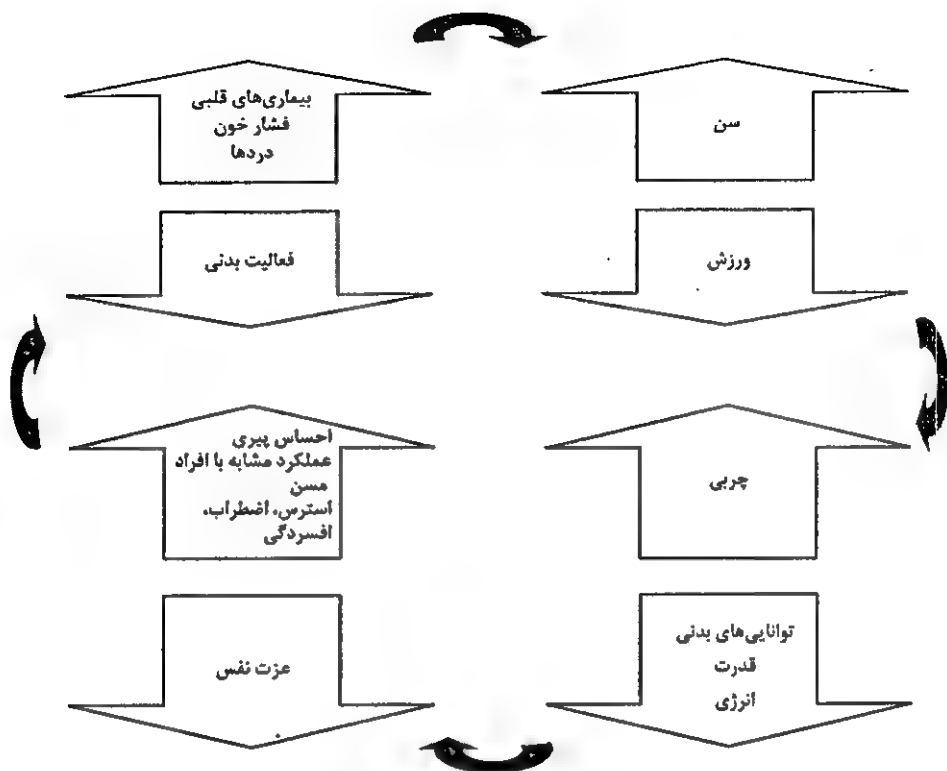 سن
بیماری‌های قلبی
فشار خون
دردها
ورزش
فعالیت بدنی
چربی
احساس پیری
عملکرد مشابه با افراد
مسن
استرس، اضطراب،
افسردگی
توانایی‌های بدنی
قدرت
انرژی
عزت نفس